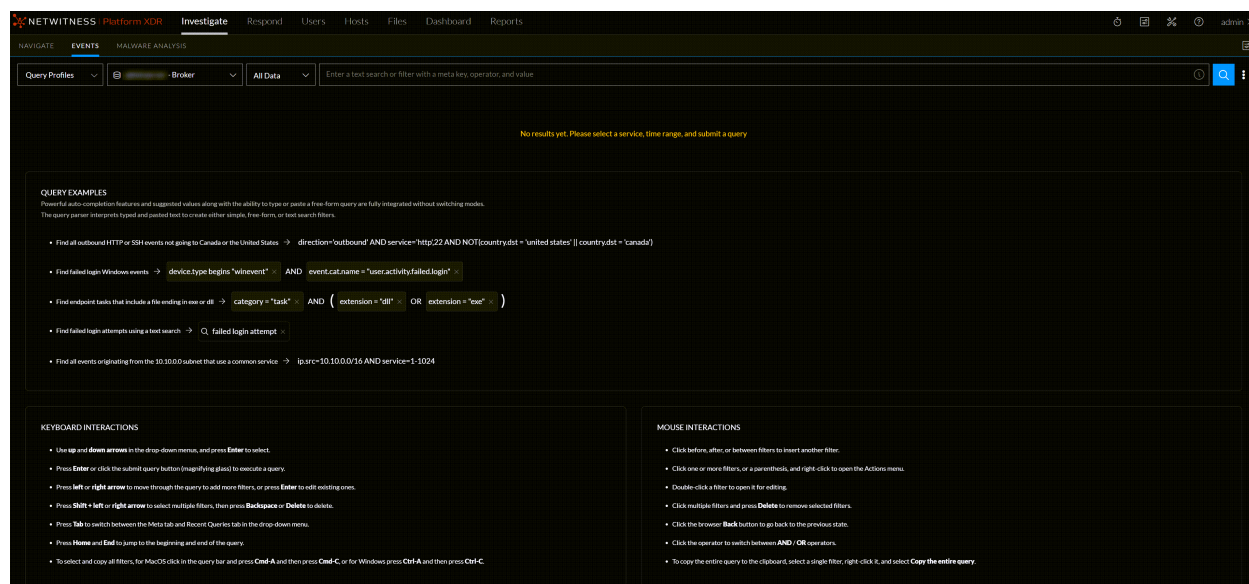 NETWITNESS Platform XDR Investigate Respond Users Hosts Files Dashboard Reports admin
NAVIGATE EVENTS MALWARE ANALYSIS
Query Profiles - Broker All Data Enter a text search or filter with a meta key, operator, and value
No results yet. Please select a service, time range, and submit a query
QUERY EXAMPLES
Powerful auto-completion features and suggested values along with the ability to type or paste a free-form query are fully integrated without switching modes.
The query parser interprets typed and pasted text to create either simple, free-form, or text search filters.
• Find all outbound HTTP or SSH events not going to Canada or the United States → direction='outbound' AND service='http',22 AND NOT(country.dst = 'united states' || country.dst = 'canada')
• Find failed login Windows events → device.type begins "winevent" × AND event.cat.name = "user.activity.failed.login" ×
• Find endpoint tasks that include a file ending in exe or dll → category = "task" × AND ( extension = "dll" × OR extension = "exe" × )
• Find failed login attempts using a text search → failed login attempt ×
• Find all events originating from the 10.10.0.0 subnet that use a common service → ip.src=10.10.0.0/16 AND service=1-1024
KEYBOARD INTERACTIONS
• Use up and down arrows in the drop-down menus, and press Enter to select.
• Press Enter or click the submit query button (magnifying glass) to execute a query.
• Press left or right arrow to move through the query to add more filters, or press Enter to edit existing ones.
• Press Shift + left or right arrow to select multiple filters, then press Backspace or Delete to delete.
• Press Tab to switch between the Meta tab and Recent Queries tab in the drop-down menu.
• Press Home and End to jump to the beginning and end of the query.
• To select and copy all filters, for MacOS click in the query bar and press Cmd-A and then press Cmd-C, or for Windows press Ctrl-A and then press Ctrl-C.
MOUSE INTERACTIONS
• Click before, after, or between filters to insert another filter.
• Click one or more filters, or a parenthesis, and right-click to open the Actions menu.
• Double-click a filter to open it for editing.
• Click multiple filters and press Delete to remove selected filters.
• Click the browser Back button to go back to the previous state.
• Click the operator to switch between AND / OR operators.
• To copy the entire query to the clipboard, select a single filter, right-click it, and select Copy the entire query.